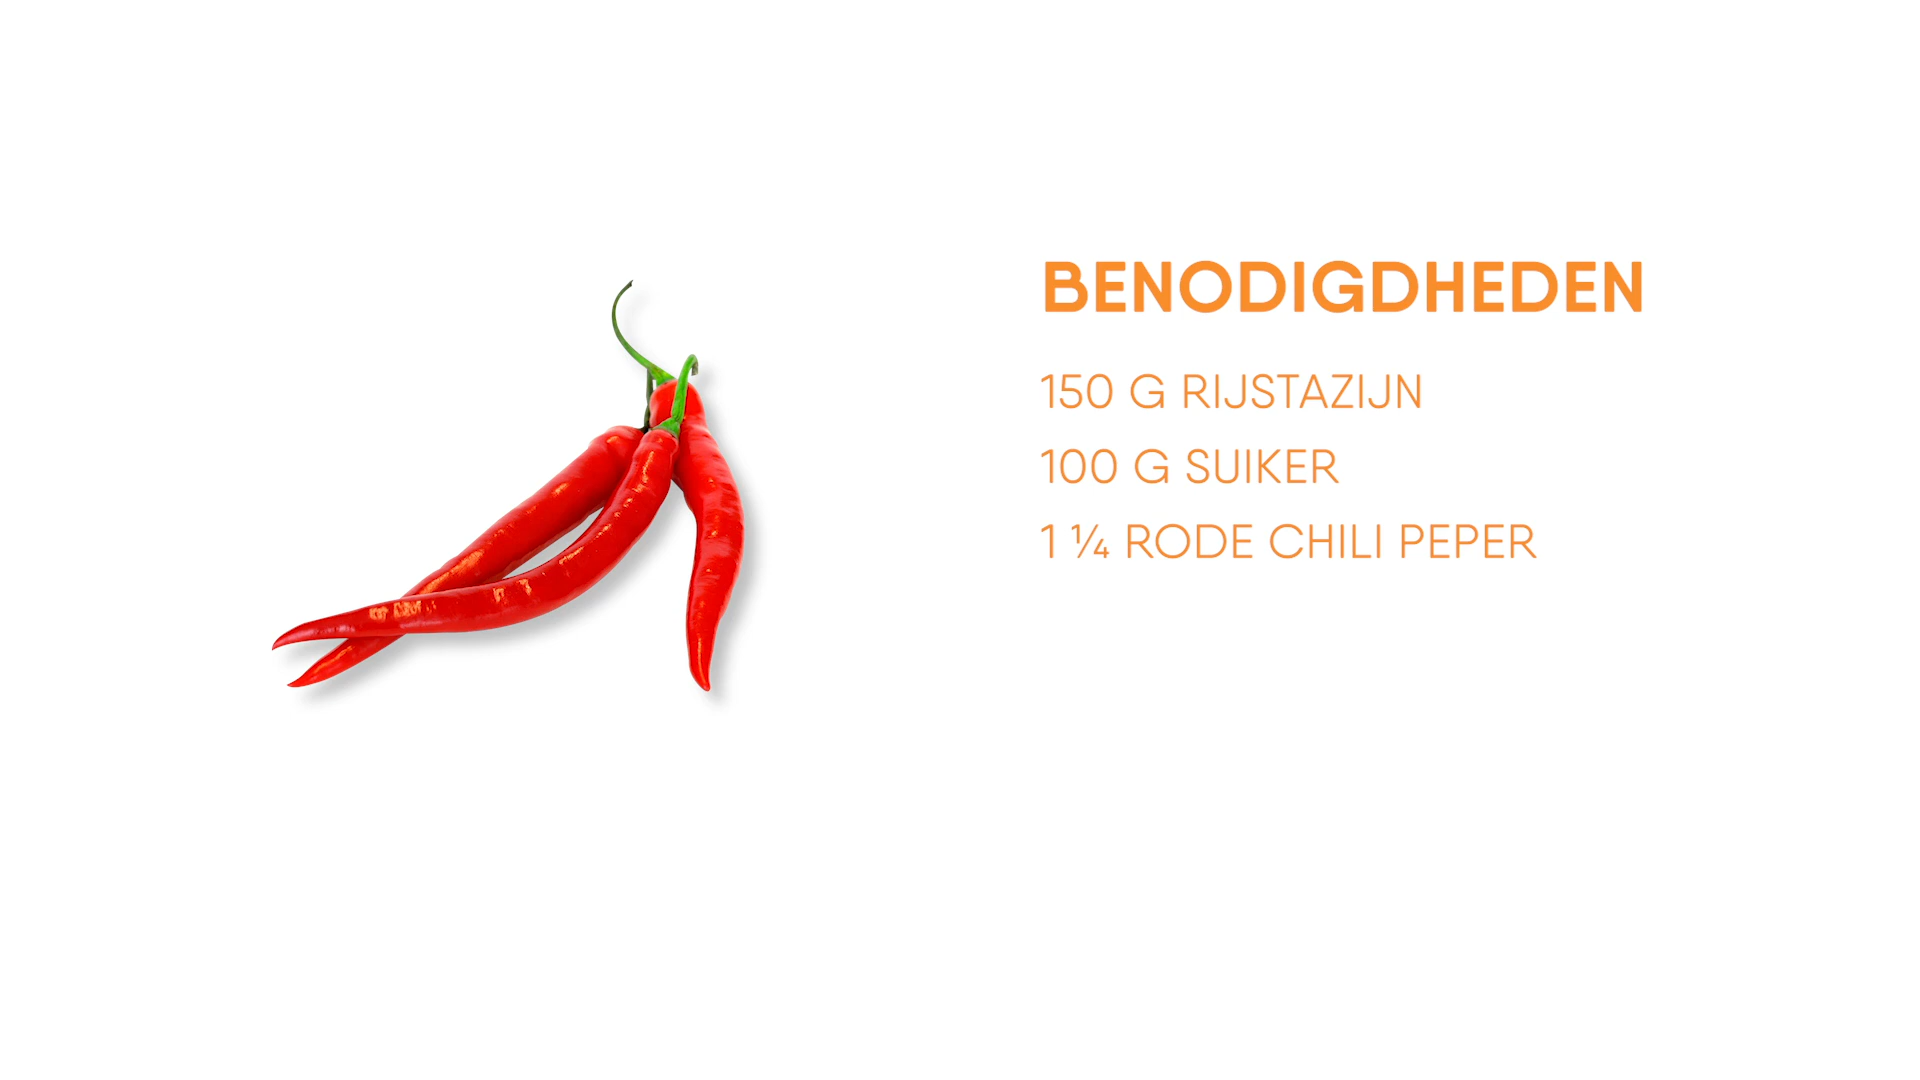 BENODIGDHEDEN
150 G RIJSTAZIJN
100 G SUIKER
1 ¼ RODE CHILI PEPER